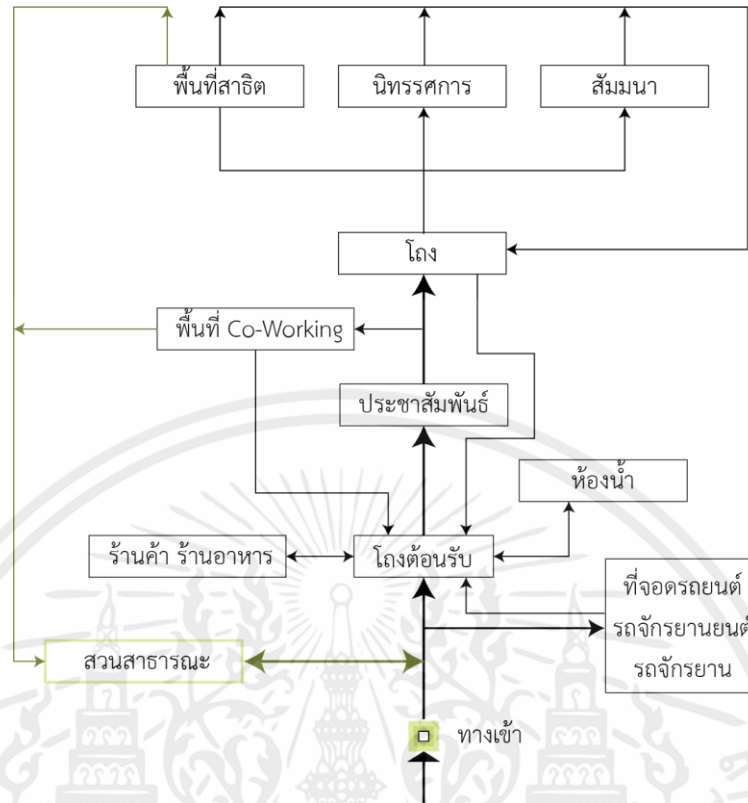 พื้นที่สาธิต
นิทรรศการ
สัมมนา
โถง
พื้นที่ Co-Working
ประชาสัมพันธ์
ห้องน้ำ
ร้านค้า ร้านอาหาร
โถงต้อนรับ
ที่จอดรถยนต์
รถจักรยานยนต์
รถจักรยาน
สวนสาธารณะ
ทางเข้า